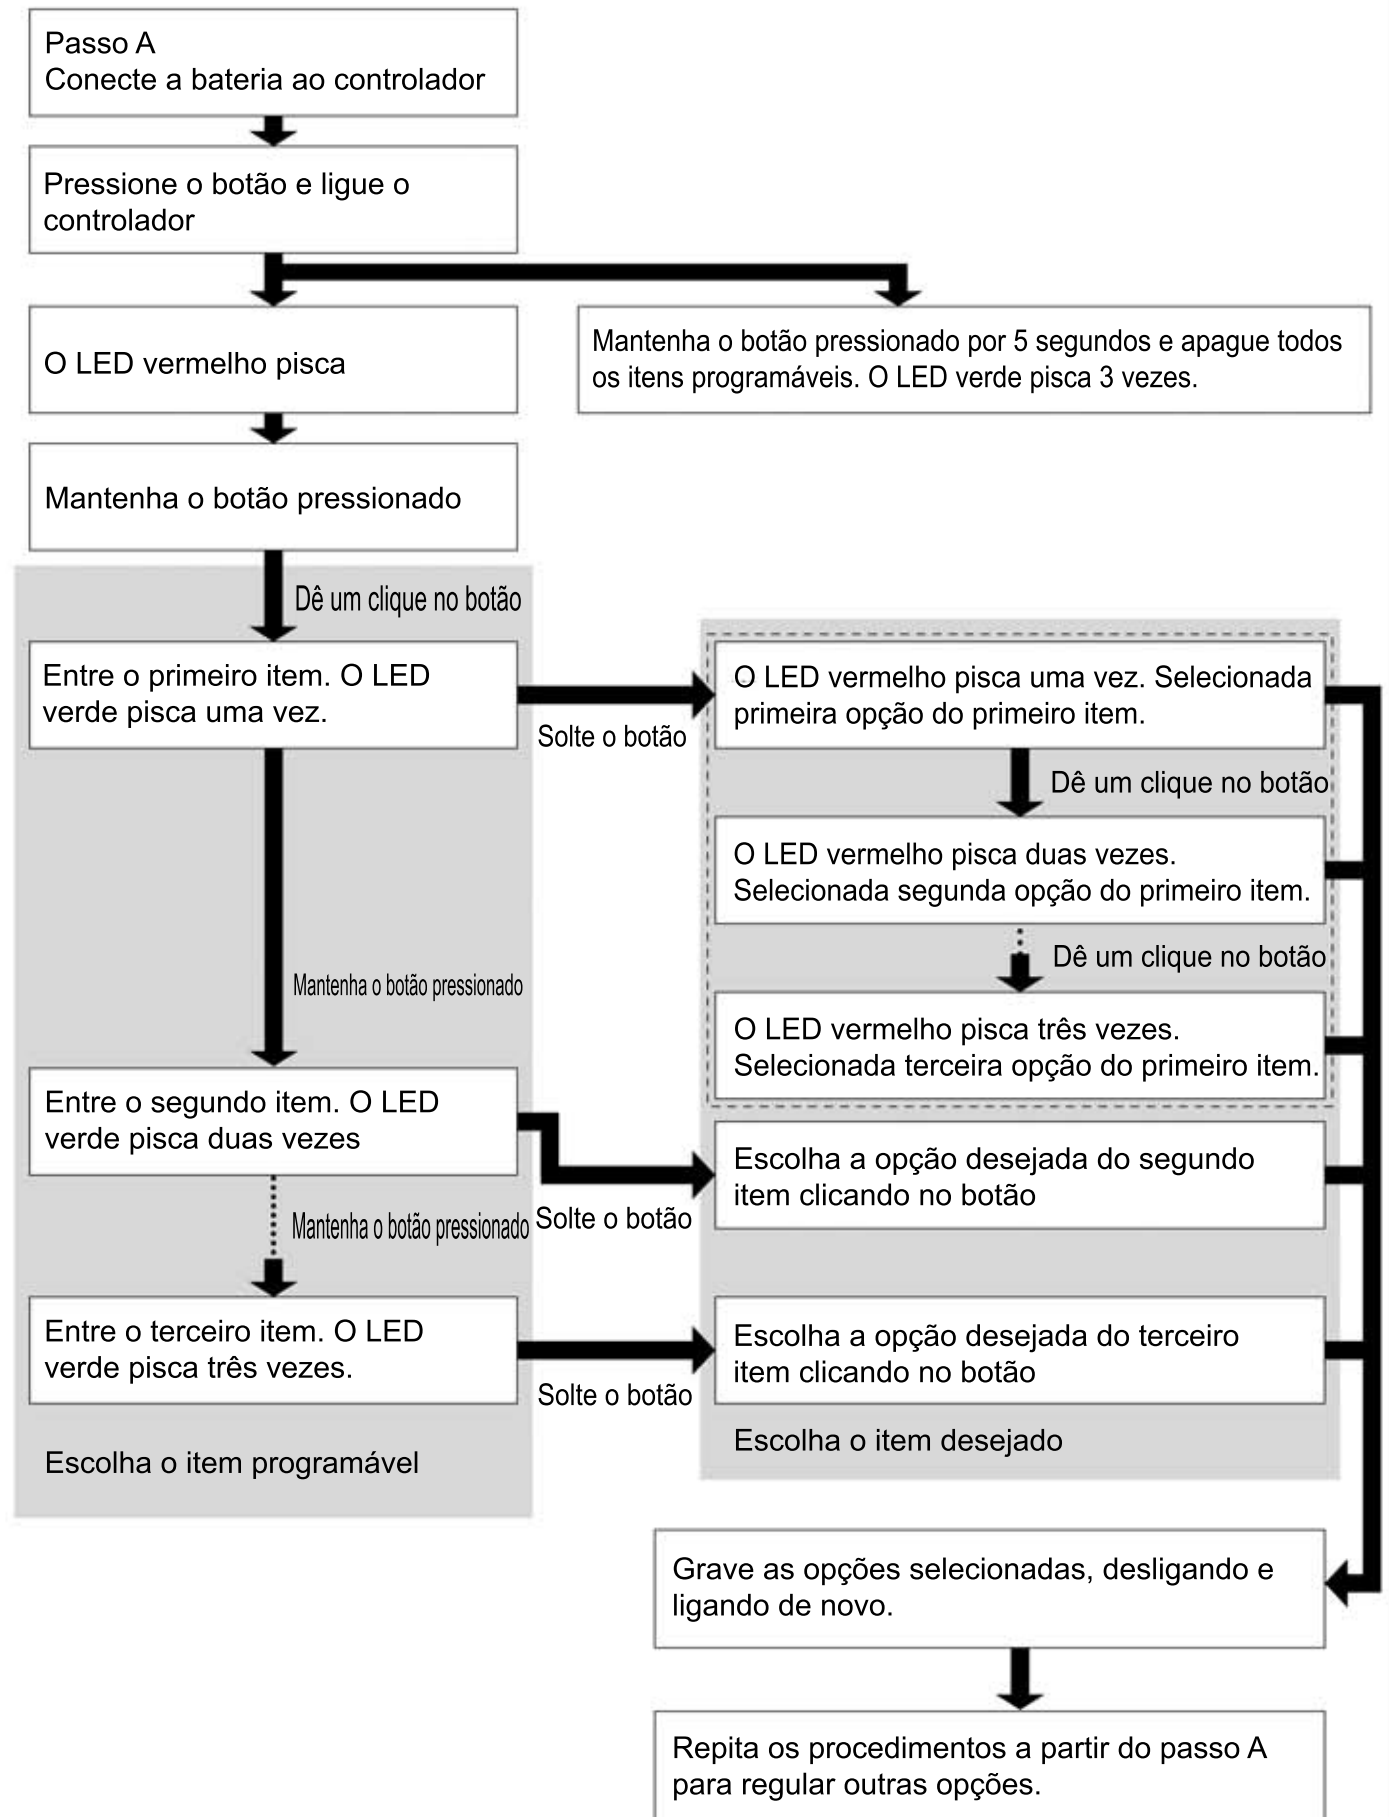 Passo A
Conecte a bateria ao controlador
Pressione o botão e ligue o
controlador
O LED vermelho pisca
Mantenha o botão pressionado por 5 segundos e apague todos
os itens programáveis. O LED verde pisca 3 vezes.
Mantenha o botão pressionado
Dê um clique no botão
Entre o primeiro item. O LED
verde pisca uma vez.
Solte o botão
O LED vermelho pisca uma vez. Selecionada
primeira opção do primeiro item.
Dê um clique no botão
O LED vermelho pisca duas vezes.
Selecionada segunda opção do primeiro item.
Dê um clique no botão
Mantenha o botão pressionado
O LED vermelho pisca três vezes.
Selecionada terceira opção do primeiro item.
Entre o segundo item. O LED
verde pisca duas vezes
Solte o botão
Escolha a opção desejada do segundo
item clicando no botão
Mantenha o botão pressionado
Entre o terceiro item. O LED
verde pisca três vezes.
Solte o botão
Escolha a opção desejada do terceiro
item clicando no botão
Escolha o item programável
Escolha o item desejado
Grave as opções selecionadas, desligando e
ligando de novo.
Repita os procedimentos a partir do passo A
para regular outras opções.